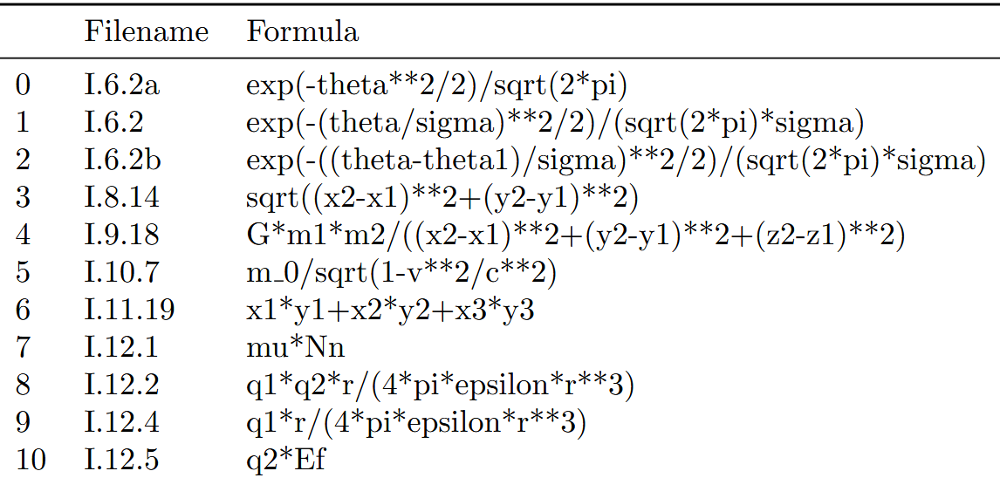 Filename Formula
0 I.6.2a exp(-theta**2/2)/sqrt(2*pi)
1 I.6.2 exp(-(theta/sigma)**2/2)/(sqrt(2*pi)*sigma)
2 I.6.2b exp(-((theta-theta1)/sigma)**2/2)/(sqrt(2*pi)*sigma)
3 I.8.14 sqrt((x2-x1)**2+(y2-y1)**2)
4 I.9.18 G*m1*m2/((x2-x1)**2+(y2-y1)**2+(z2-z1)**2)
5 I.10.7 m_0/sqrt(1-v**2/c**2)
6 I.11.19 x1*y1+x2*y2+x3*y3
7 I.12.1 mu*Nn
8 I.12.2 q1*q2*r/(4*pi*epsilon*r**3)
9 I.12.4 q1*r/(4*pi*epsilon*r**3)
10 I.12.5 q2*Ef